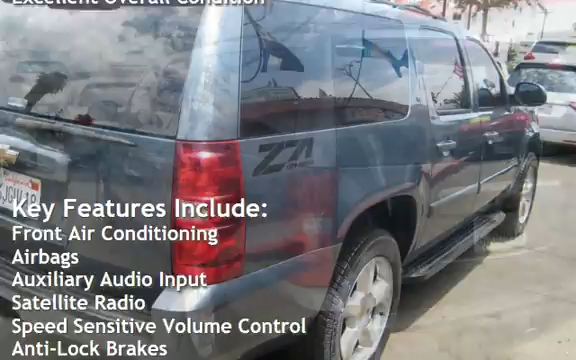 Excellent Overall Condition
Z71
Key Features Include:
Front Air Conditioning
Airbags
Auxiliary Audio Input
Satellite Radio
Speed Sensitive Volume Control
Anti-Lock Brakes